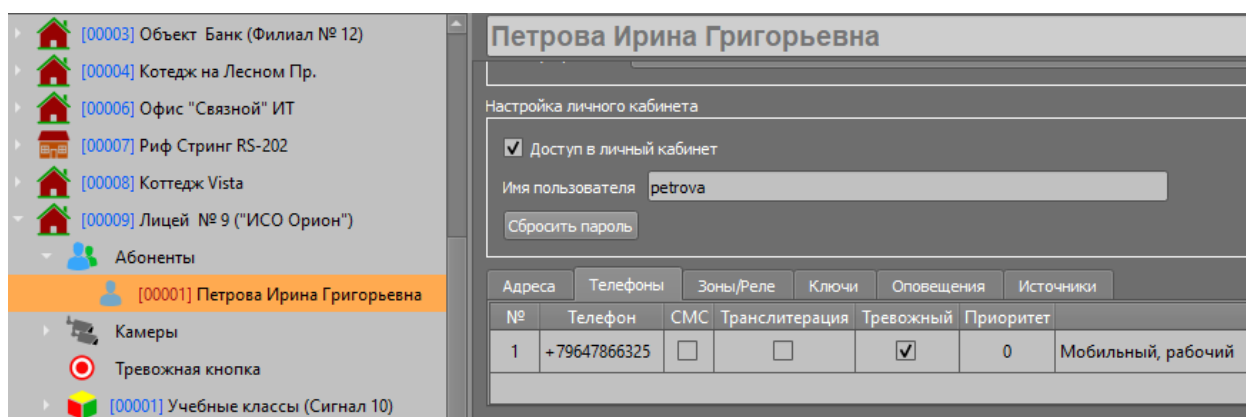 [00003] Объект Банк (Филиал № 12)
[00004] Котедж на Лесном Пр.
[00006] Офис "Связной" ИТ
[00007] Риф Стринг RS-202
[00008] Коттедж Vista
[00009] Лицей № 9 ("ИСО Орион")
Абоненты
[00001] Петрова Ирина Григорьевна
Камеры
Тревожная кнопка
[00001] Учебные классы (Сигнал 10)
Петрова Ирина Григорьевна
Настройка личного кабинета
Доступ в личный кабинет
Имя пользователя petrova
Сбросить пароль
Адреса Телефоны Зоны/Реле Ключи Оповещения Источники
№ Телефон СМС Транслитерация Тревожный Приоритет
1 +79647866325 0 Мобильный, рабочий